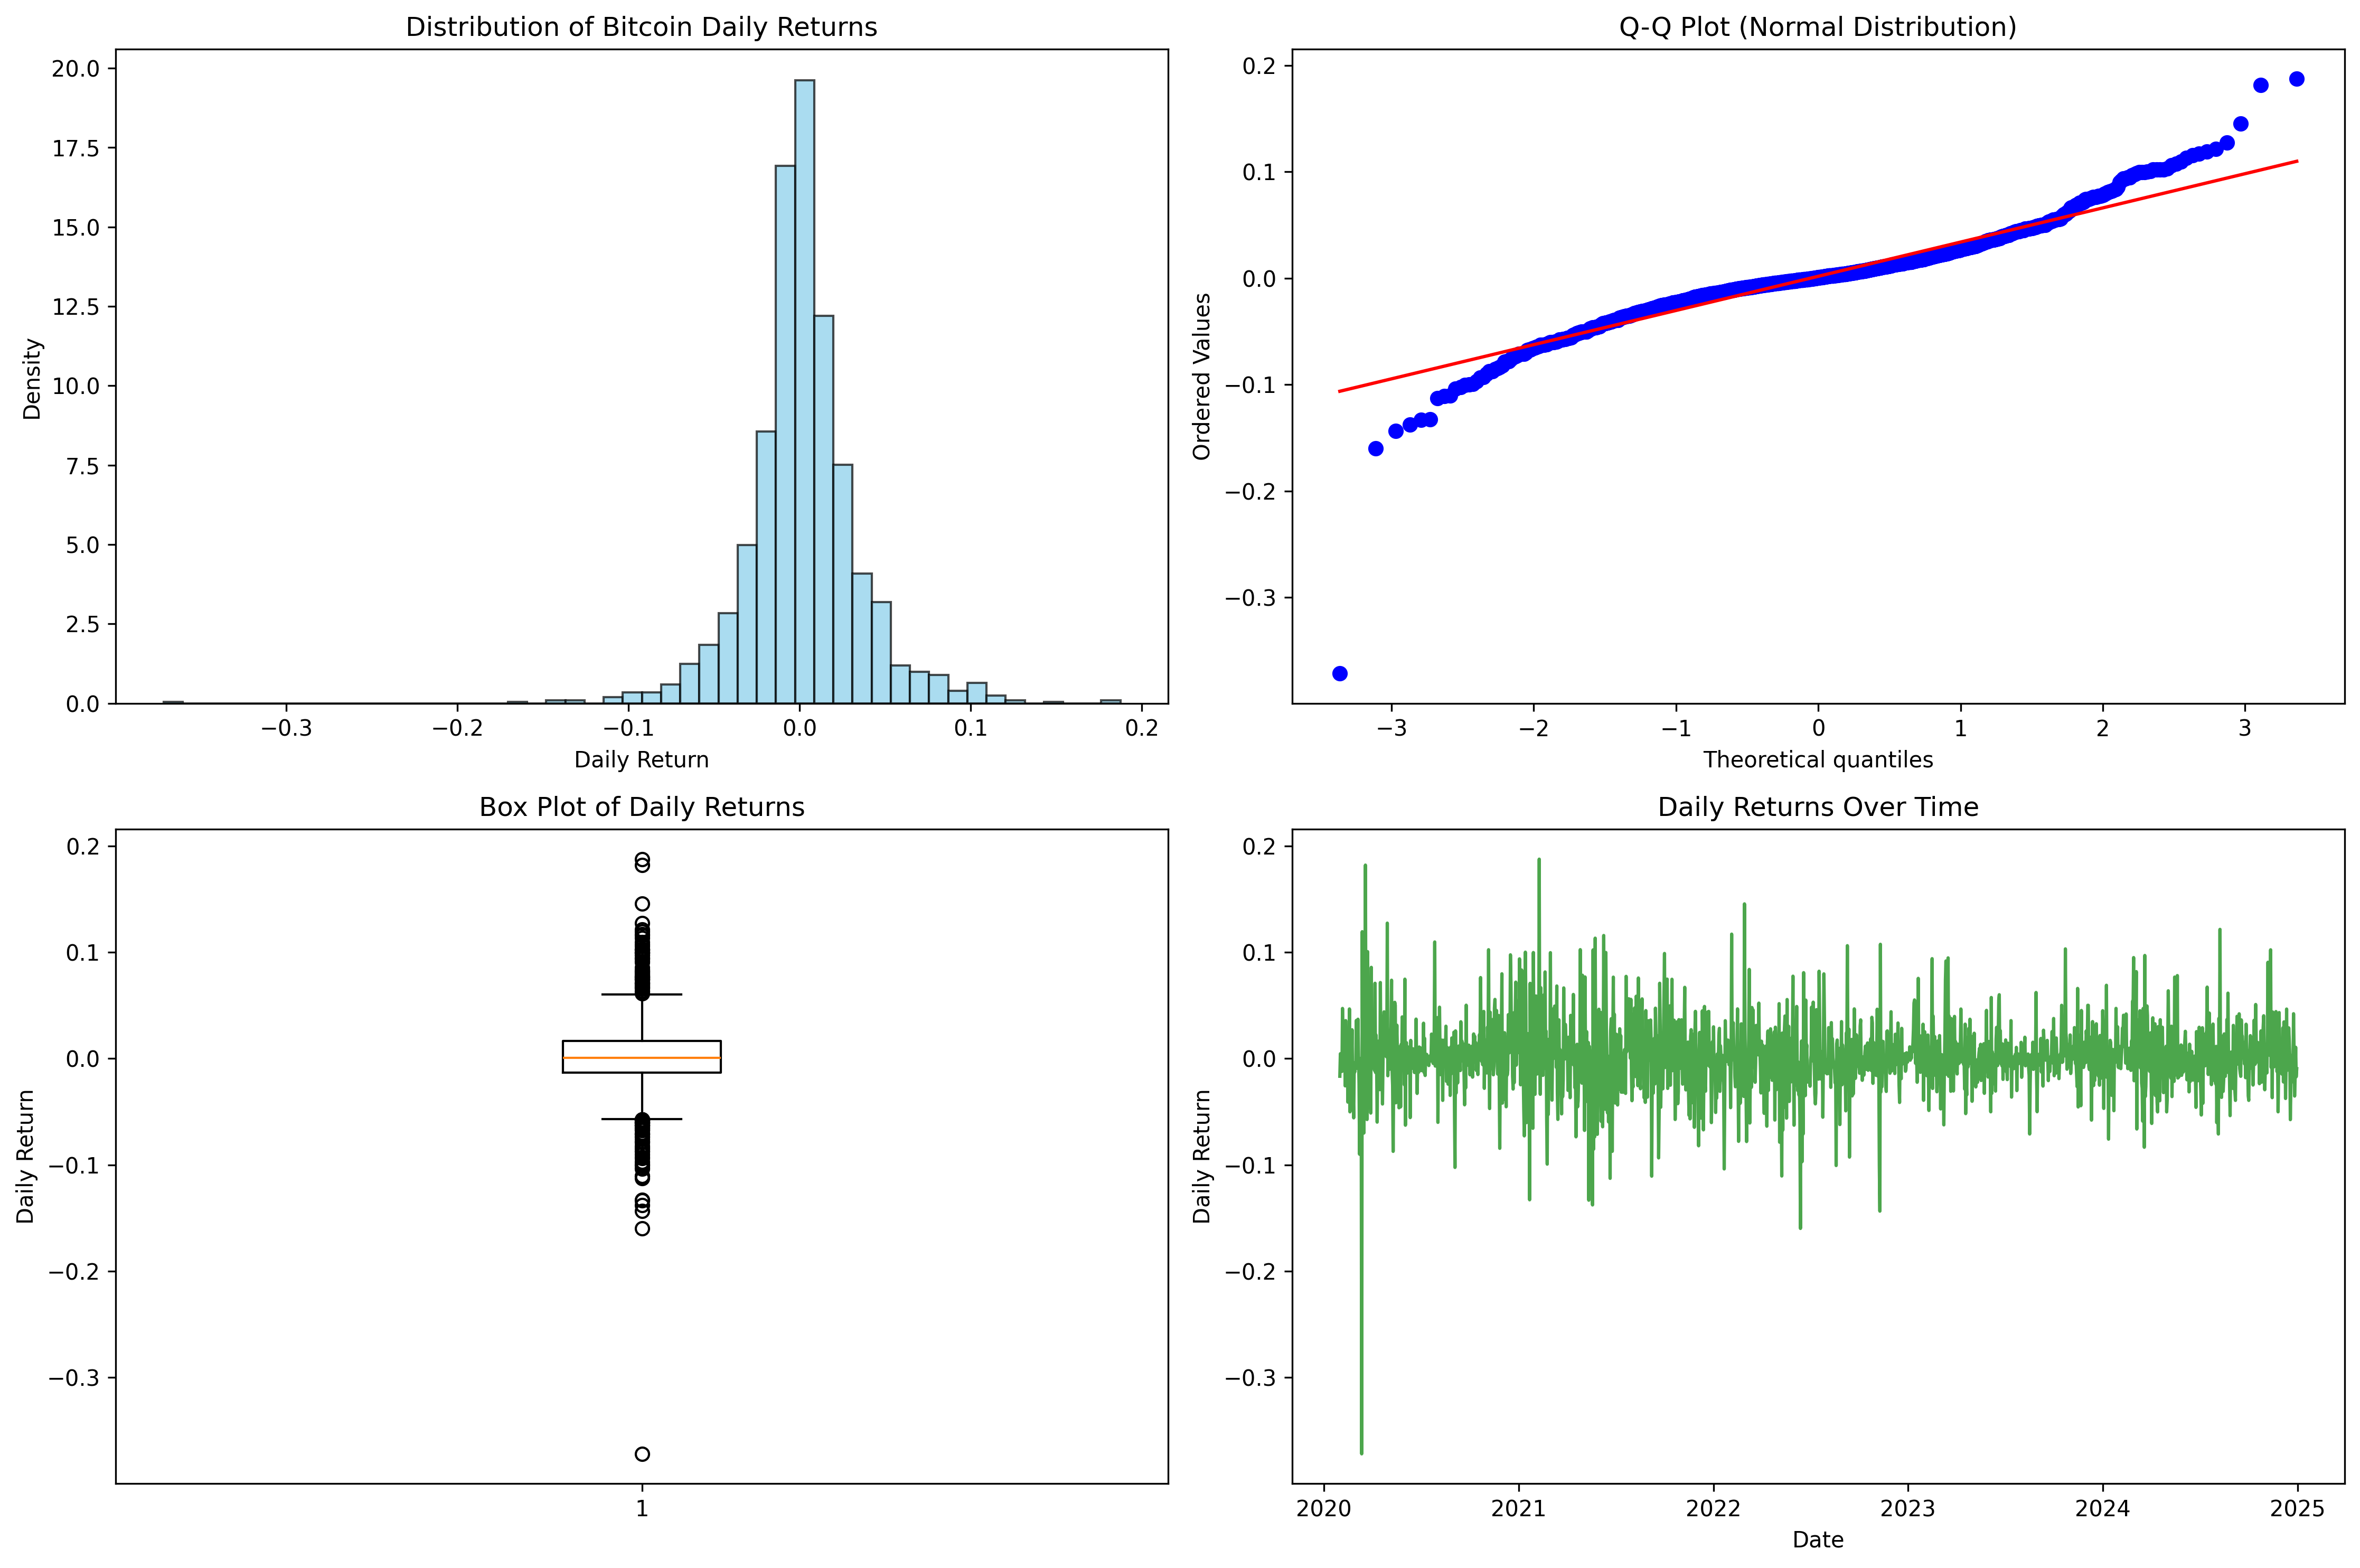 Distribution of Bitcoin Daily Returns
20.0
17.5
15.0
12.5
10.0
7.5
5.0
2.5
0.0
Density
−0.3 −0.2 −0.1 0.0 0.1 0.2
Daily Return
Q-Q Plot (Normal Distribution)
0.2
0.1
0.0
−0.1
−0.2
−0.3
Ordered Values
−3 −2 −1 0 1 2 3
Theoretical quantiles
Box Plot of Daily Returns
0.2
0.1
0.0
−0.1
−0.2
−0.3
Daily Return
1
Daily Returns Over Time
0.2
0.1
0.0
−0.1
−0.2
−0.3
Daily Return
2020 2021 2022 2023 2024 2025
Date